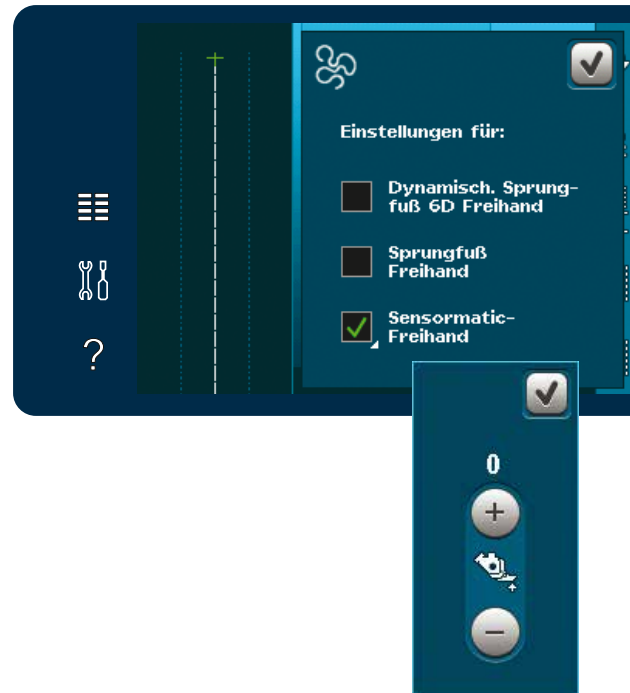 Einstellungen für:
Dynamisch. Sprung-
fuß 6D Freihand
Sprungfuß
Freihand
Sensormatic-
Freihand
?
0
+
−